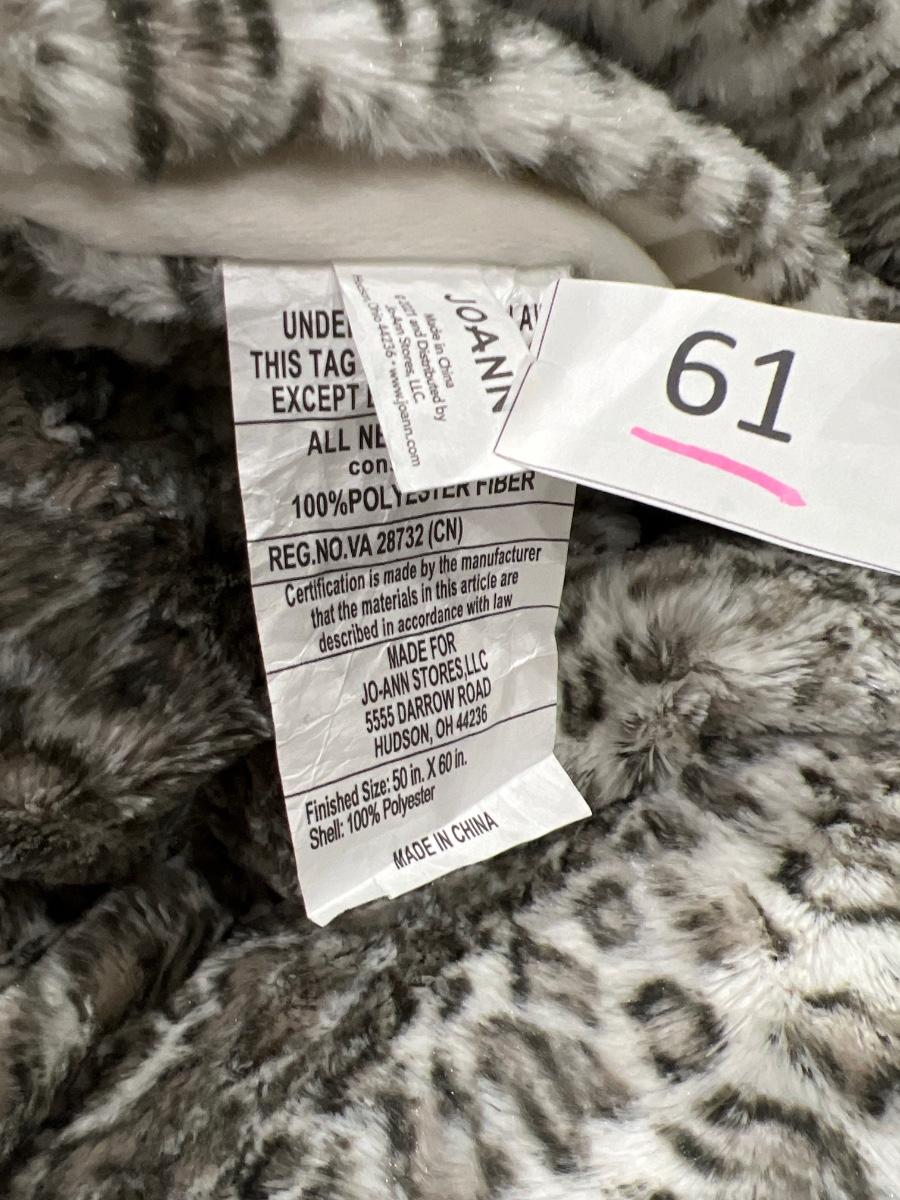 UNDE
THIS TAG
EXCEPT
ALL NE
con
100%POLYESTER FIBER
REG.NO.VA 28732 (CN)
Certification is made by the manufacturer
that the materials in this article are
described in accordance with law
MADE FOR
JO-ANN STORES,LLC
5555 DARROW ROAD
HUDSON, OH 44236
Finished Size: 50 in. X 60 in.
Shell: 100% Polyester
MADE IN CHINA
JOANN
Made in China
and Distributed by
Jo-Ann Stores, LLC
44236 • www.joann.com
61